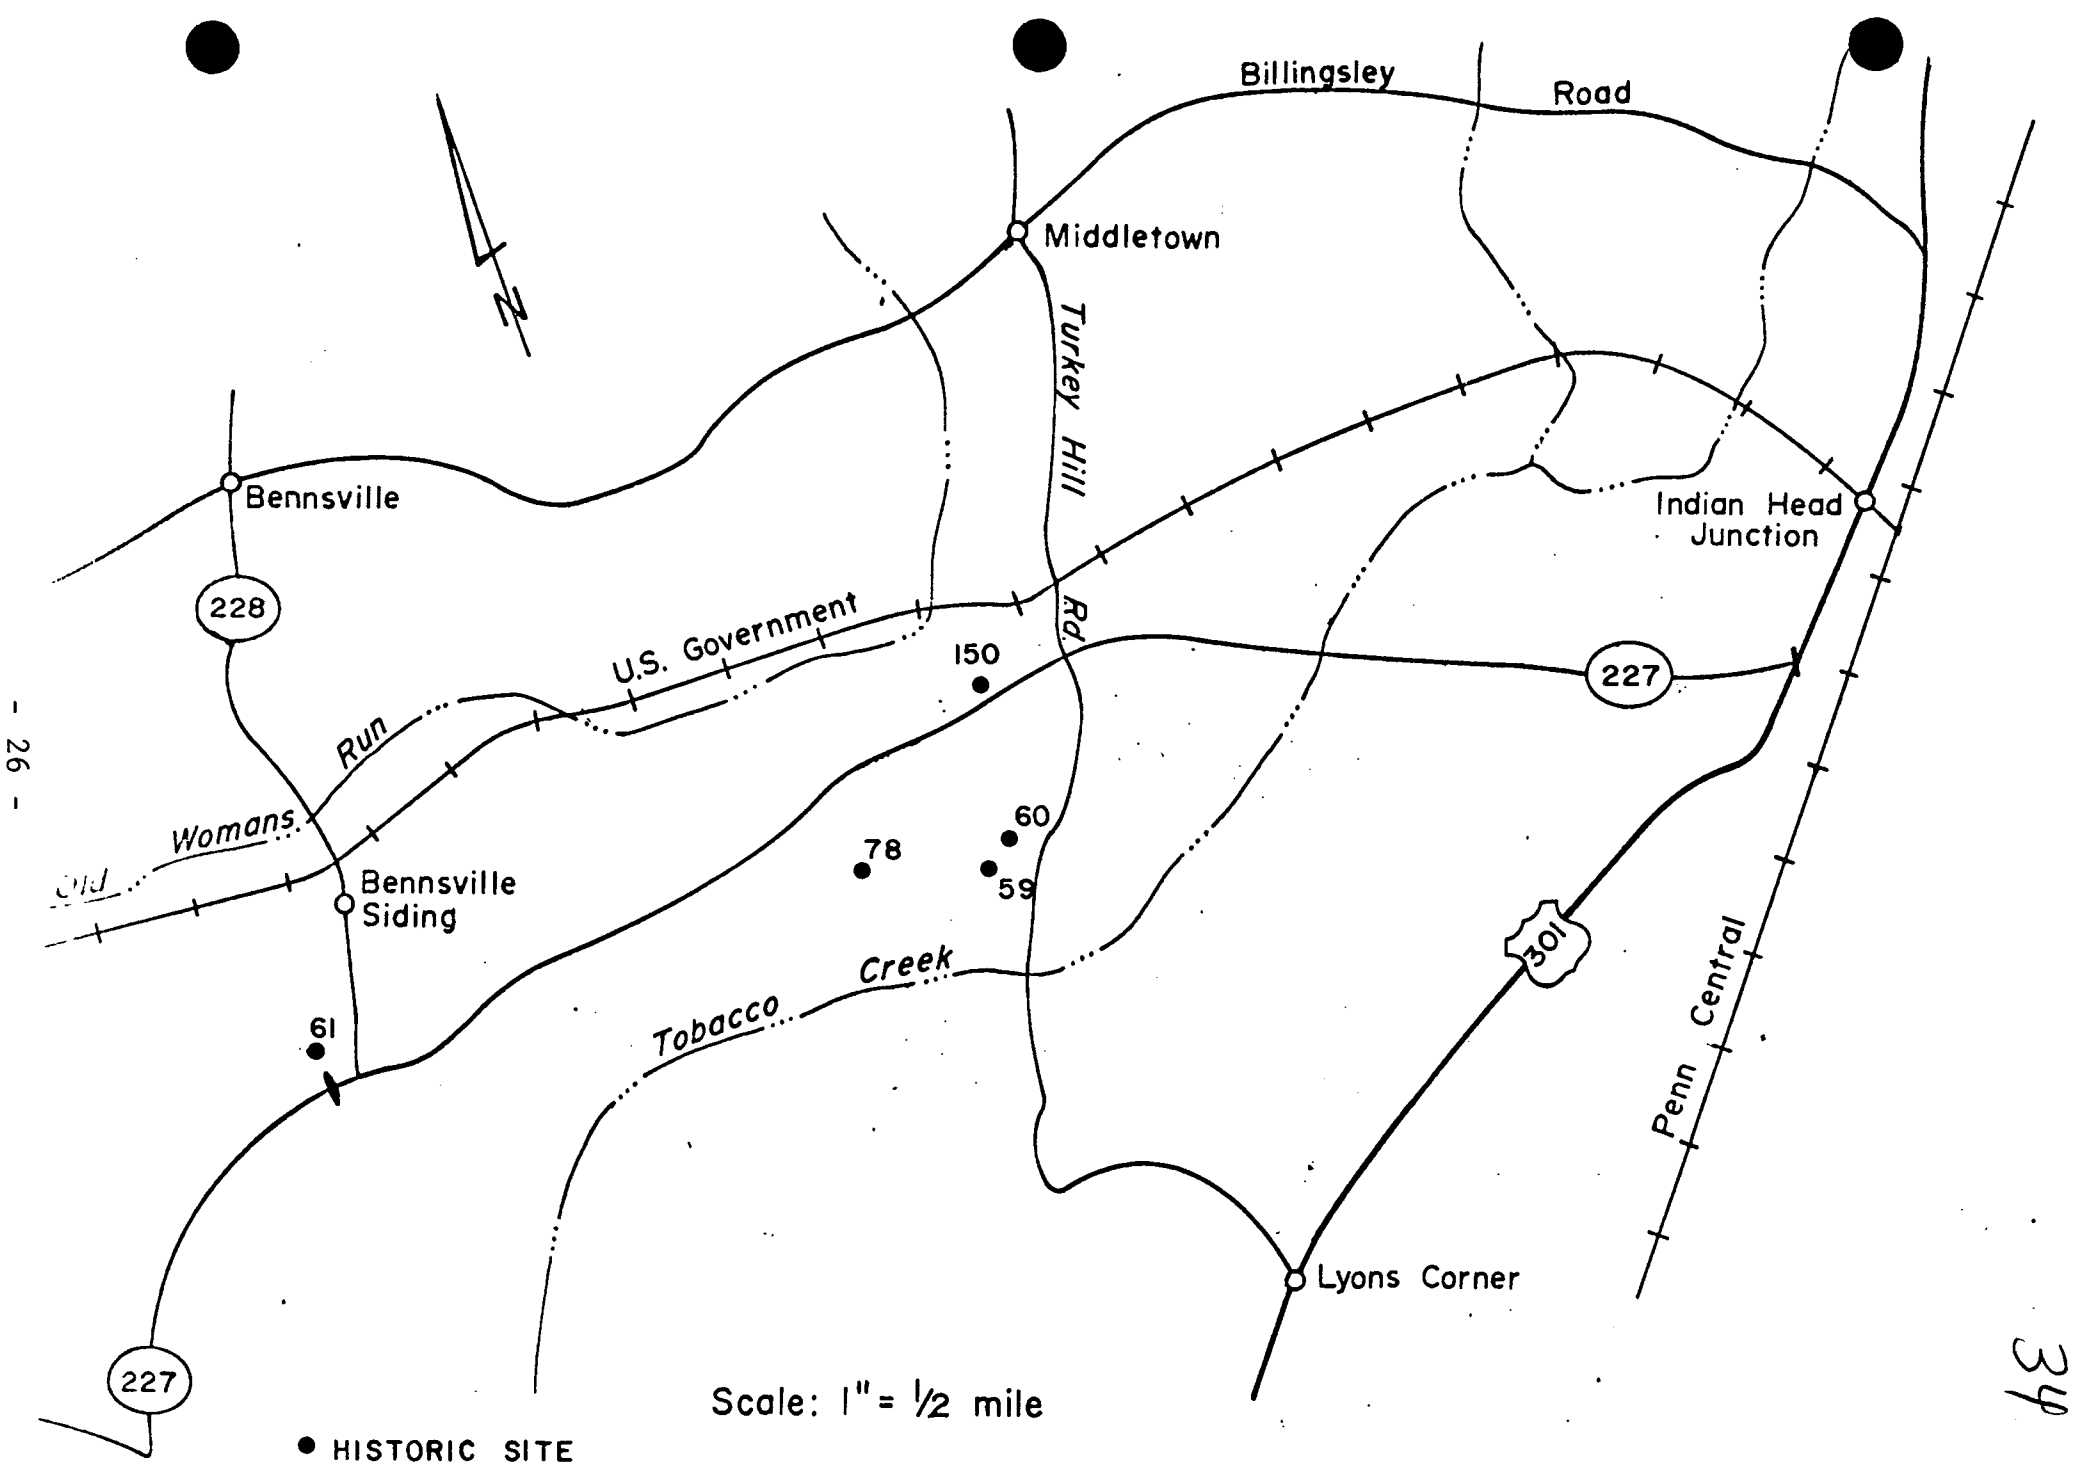 Billingsley Road
Middletown
N
Turkey Hill Rd.
Bennsville
Indian Head
Junction
228
U.S. Government
150
227
Old Womans Run
60
78
59
Bennsville
Siding
301
Tobacco Creek
Penn Central
61
Lyons Corner
227
Scale: 1" = 1/2 mile
HISTORIC SITE
- 26 -
34